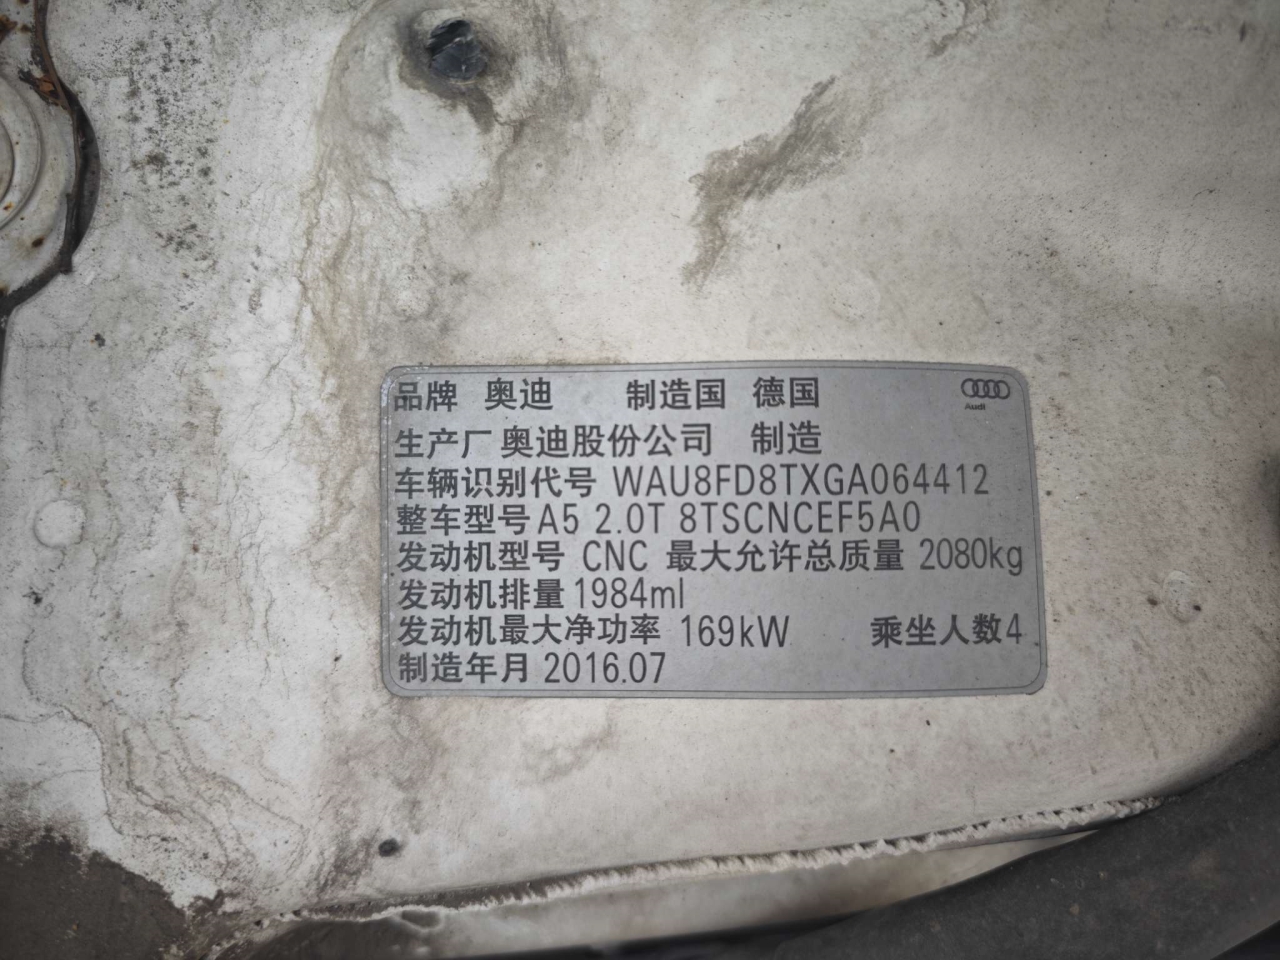 品牌 奥迪 制造国 德国
Audi
生产厂 奥迪股份公司 制造
车辆识别代号 WAU8FD8TXGA064412
整车型号 A5 2.0T 8TSCNCEF5A0
发动机型号 CNC 最大允许总质量 2080kg
发动机排量 1984ml
发动机最大净功率 169kW 乘坐人数4
制造年月 2016.07